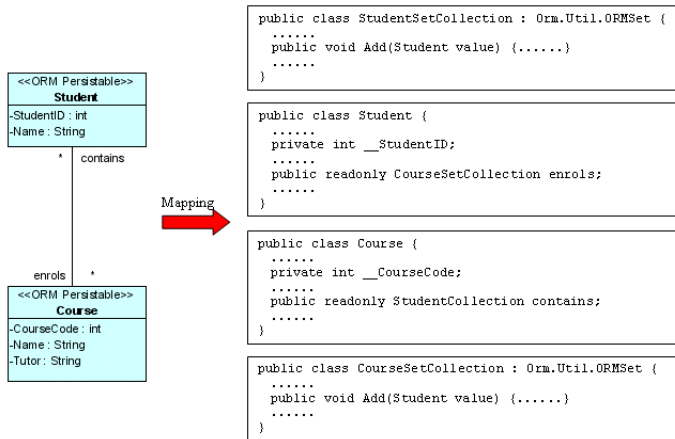 <<ORM Persistable>>
Student
-StudentID : int
-Name : String
* contains
enrols *
<<ORM Persistable>>
Course
-CourseCode : int
-Name : String
-Tutor : String
Mapping
public class StudentSetCollection : Orm.Util.ORMSet {
......
public void Add(Student value) {......}
......
}
public class Student {
......
private int __StudentID;
......
public readonly CourseSetCollection enrols;
......
}
public class Course {
......
private int __CourseCode;
......
public readonly StudentCollection contains;
......
}
public class CourseSetCollection : Orm.Util.ORMSet {
......
public void Add(Student value) {......}
......
}